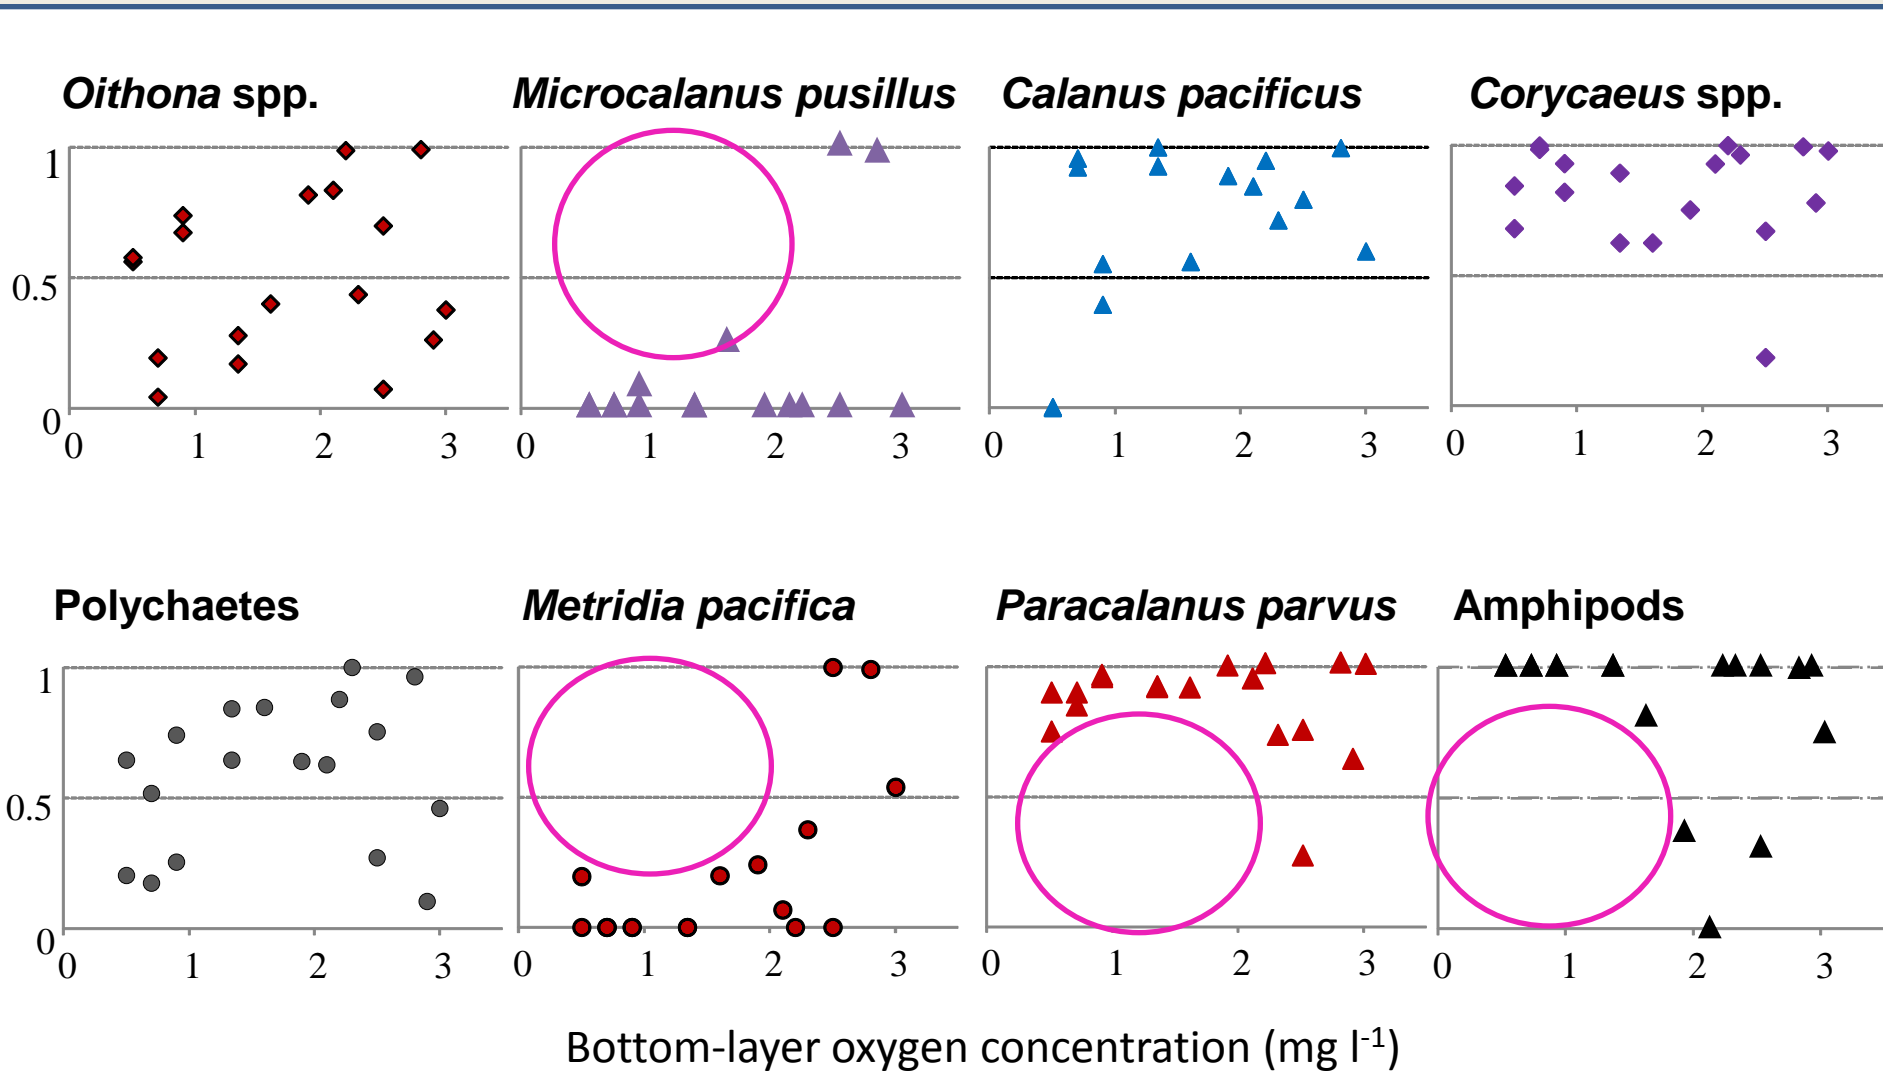 Oithona spp. Microcalanus pusillus Calanus pacificus Corycaeus spp.
1
0.5
0
0 1 2 3 0 1 2 3 0 1 2 3 0 1 2 3
Polychaetes Metridia pacifica Paracalanus parvus Amphipods
1
0.5
0
0 1 2 3 0 1 2 3 0 1 2 3 0 1 2 3
Bottom-layer oxygen concentration (mg l⁻¹)